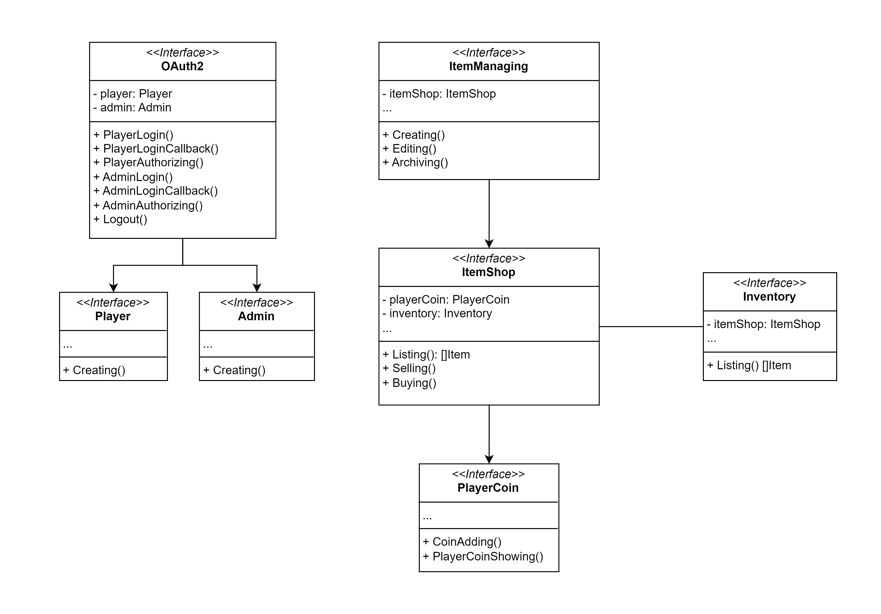 <<Interface>>
OAuth2
- player: Player
- admin: Admin
+ PlayerLogin()
+ PlayerLoginCallback()
+ PlayerAuthorizing()
+ AdminLogin()
+ AdminLoginCallback()
+ AdminAuthorizing()
+ Logout()
<<Interface>>
Player
...
+ Creating()
<<Interface>>
Admin
...
+ Creating()
<<Interface>>
ItemManaging
- itemShop: ItemShop
...
+ Creating()
+ Editing()
+ Archiving()
<<Interface>>
ItemShop
- playerCoin: PlayerCoin
- inventory: Inventory
...
+ Listing(): []Item
+ Selling()
+ Buying()
<<Interface>>
Inventory
- itemShop: ItemShop
...
+ Listing() []Item
<<Interface>>
PlayerCoin
...
+ CoinAdding()
+ PlayerCoinShowing()